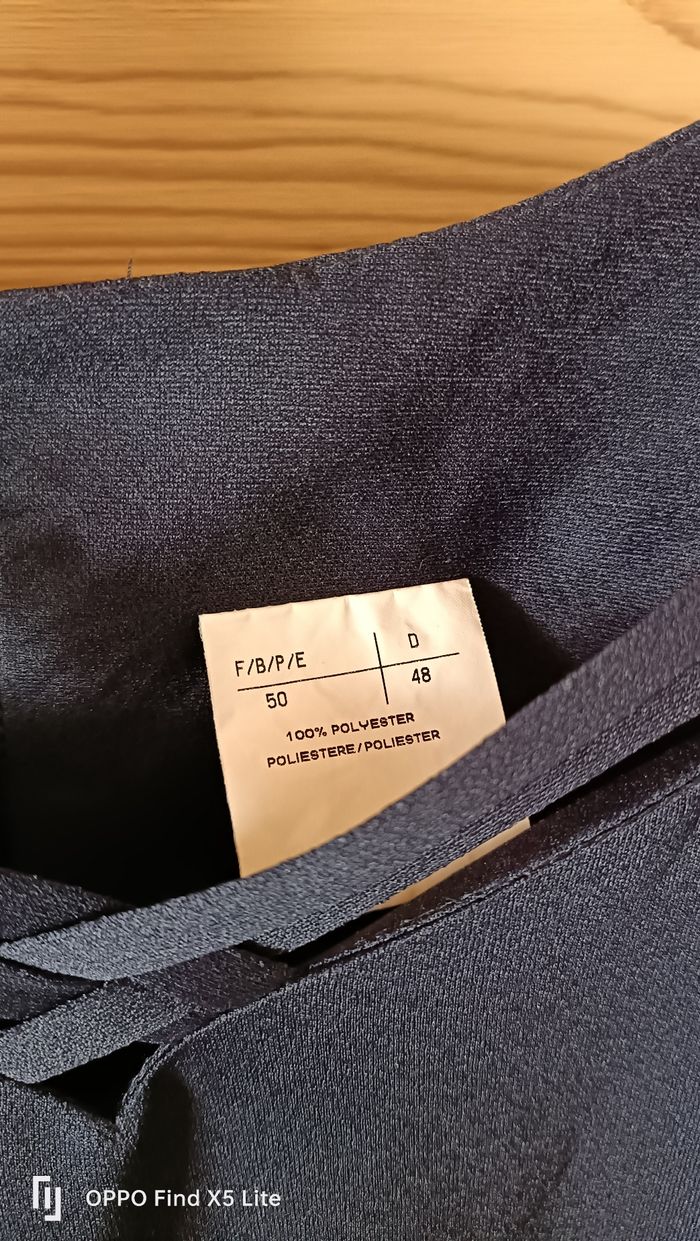 F/B/P/E D
50 48
100% POLYESTER
POLIESTERE/POLIESTER
OPPO Find X5 Lite